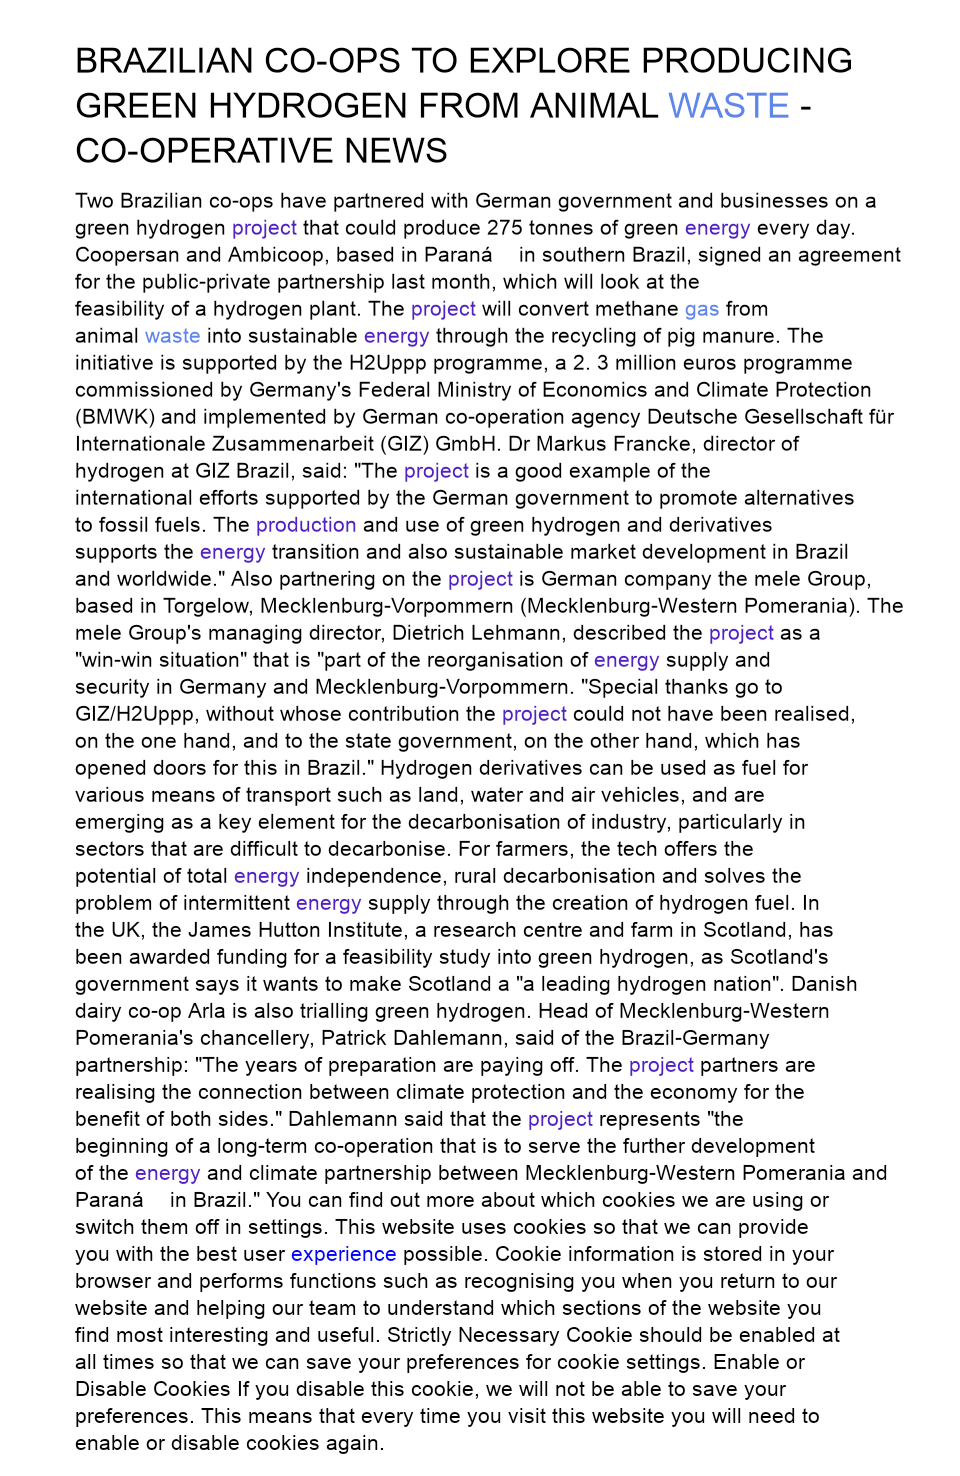 BRAZILIAN CO-OPS TO EXPLORE PRODUCING
GREEN HYDROGEN FROM ANIMAL WASTE -
CO-OPERATIVE NEWS
Two Brazilian co-ops have partnered with German government and businesses on a
green hydrogen project that could produce 275 tonnes of green energy every day.
Coopersan and Ambicoop, based in Paraná in southern Brazil, signed an agreement
for the public-private partnership last month, which will look at the
feasibility of a hydrogen plant. The project will convert methane gas from
animal waste into sustainable energy through the recycling of pig manure. The
initiative is supported by the H2Uppp programme, a 2. 3 million euros programme
commissioned by Germany's Federal Ministry of Economics and Climate Protection
(BMWK) and implemented by German co-operation agency Deutsche Gesellschaft für
Internationale Zusammenarbeit (GIZ) GmbH. Dr Markus Francke, director of
hydrogen at GIZ Brazil, said: "The project is a good example of the
international efforts supported by the German government to promote alternatives
to fossil fuels. The production and use of green hydrogen and derivatives
supports the energy transition and also sustainable market development in Brazil
and worldwide." Also partnering on the project is German company the mele Group,
based in Torgelow, Mecklenburg-Vorpommern (Mecklenburg-Western Pomerania). The
mele Group's managing director, Dietrich Lehmann, described the project as a
"win-win situation" that is "part of the reorganisation of energy supply and
security in Germany and Mecklenburg-Vorpommern. "Special thanks go to
GIZ/H2Uppp, without whose contribution the project could not have been realised,
on the one hand, and to the state government, on the other hand, which has
opened doors for this in Brazil." Hydrogen derivatives can be used as fuel for
various means of transport such as land, water and air vehicles, and are
emerging as a key element for the decarbonisation of industry, particularly in
sectors that are difficult to decarbonise. For farmers, the tech offers the
potential of total energy independence, rural decarbonisation and solves the
problem of intermittent energy supply through the creation of hydrogen fuel. In
the UK, the James Hutton Institute, a research centre and farm in Scotland, has
been awarded funding for a feasibility study into green hydrogen, as Scotland's
government says it wants to make Scotland a "a leading hydrogen nation". Danish
dairy co-op Arla is also trialling green hydrogen. Head of Mecklenburg-Western
Pomerania's chancellery, Patrick Dahlemann, said of the Brazil-Germany
partnership: "The years of preparation are paying off. The project partners are
realising the connection between climate protection and the economy for the
benefit of both sides." Dahlemann said that the project represents "the
beginning of a long-term co-operation that is to serve the further development
of the energy and climate partnership between Mecklenburg-Western Pomerania and
Paraná in Brazil." You can find out more about which cookies we are using or
switch them off in settings. This website uses cookies so that we can provide
you with the best user experience possible. Cookie information is stored in your
browser and performs functions such as recognising you when you return to our
website and helping our team to understand which sections of the website you
find most interesting and useful. Strictly Necessary Cookie should be enabled at
all times so that we can save your preferences for cookie settings. Enable or
Disable Cookies If you disable this cookie, we will not be able to save your
preferences. This means that every time you visit this website you will need to
enable or disable cookies again.